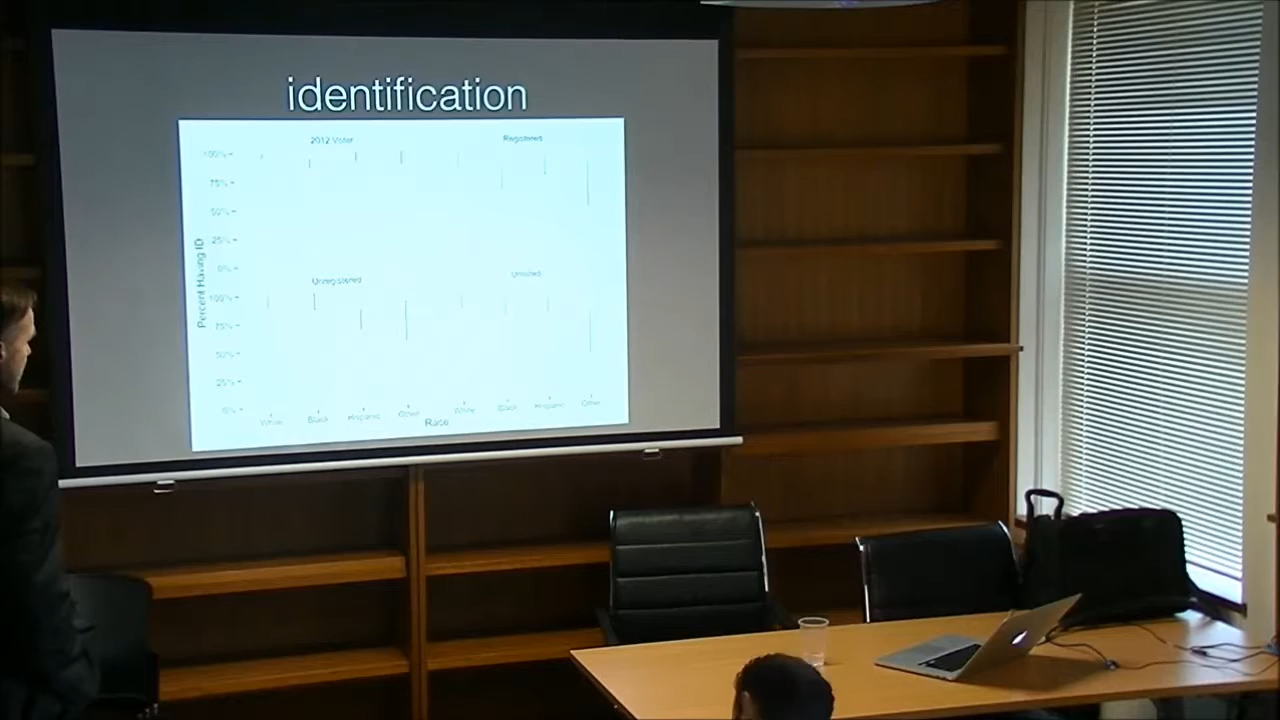 identification
2012 Voter
Registered
100%
75%
50%
25%
0%
Unregistered
Unlisted
100%
75%
50%
25%
0%
White
Black
Hispanic
Other
White
Black
Hispanic
Other
Percent Having ID
Race